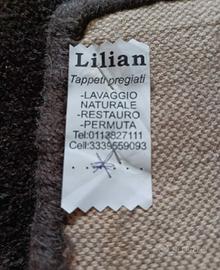 Lilian
Tappeti pregiati
-LAVAGGIO
NATURALE
-RESTAURO
-PERMUTA
Tel:0113827111
Cell:3339559093